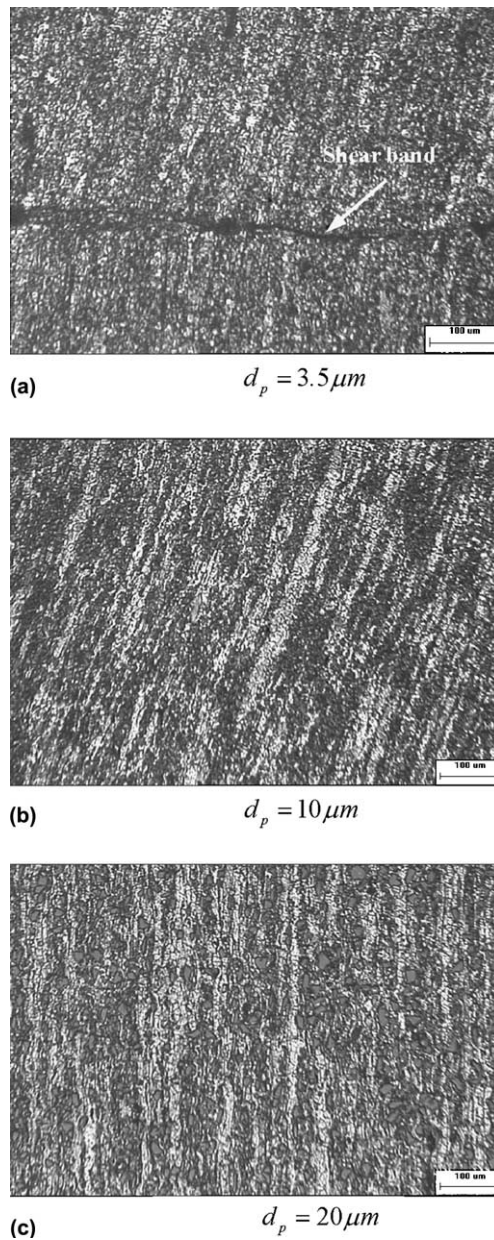 Shear band
100 um
(a)
d_p = 3.5 μm
100 um
(b)
d_p = 10 μm
100 um
(c)
d_p = 20 μm